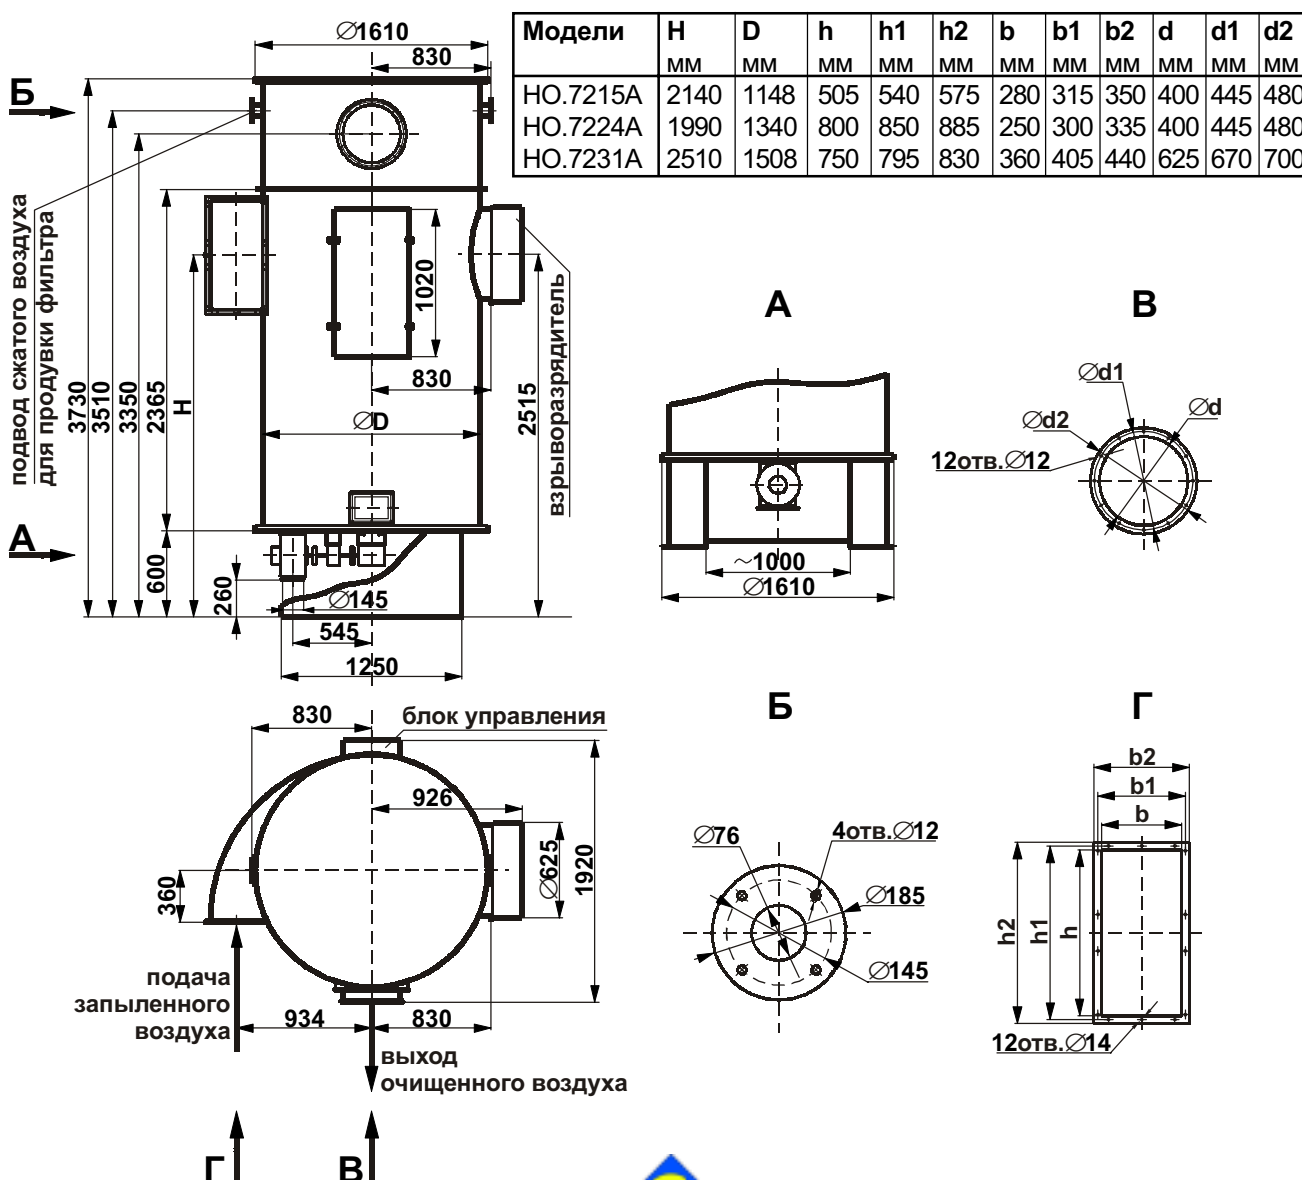 Модели H D h h1 h2 b b1 b2 d d1 d2
мм мм мм мм мм мм мм мм мм мм мм
НО.7215А 2140 1148 505 540 575 280 315 350 400 445 480
НО.7224А 1990 1340 800 850 885 250 300 335 400 445 480
НО.7231А 2510 1508 750 795 830 360 405 440 625 670 700
∅1610
830
Б
подвод сжатого воздуха
для продувки фильтра
3730
3510
3350
2365
H
1020
830
∅D
2515
взрыворазрядитель
А
600
260
∅145
545
1250
А
~1000
∅1610
В
∅d1
∅d
∅d2
12отв.∅12
830
блок управления
926
∅625
1920
360
подача
запыленного
воздуха
934
830
выход
очищенного воздуха
Г
В
Б
∅76
4отв.∅12
∅185
∅145
Г
b2
b1
b
h2
h1
h
12отв.∅14